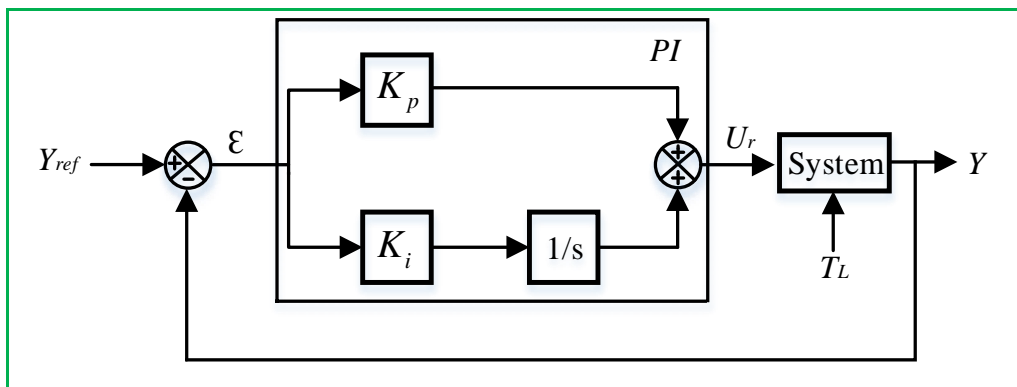 PI
K_p
Y_ref
+
-
ε
+
+
U_r
System
Y
K_i
1/s
T_L